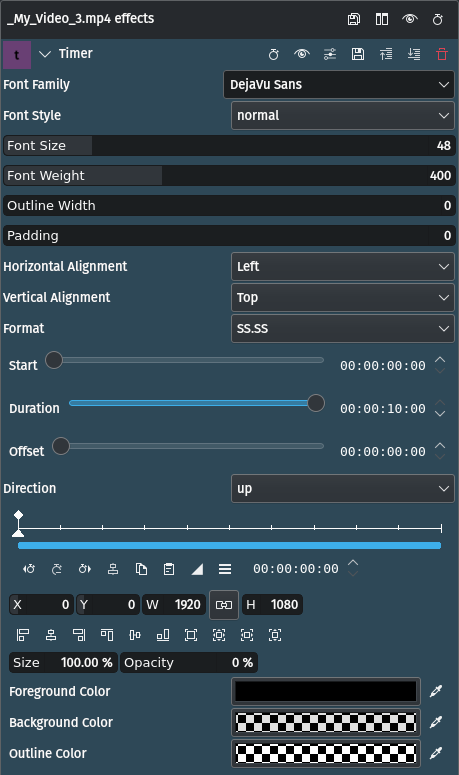 _My_Video_3.mp4 effects
t Timer
Font Family DejaVu Sans
Font Style normal
Font Size 48
Font Weight 400
Outline Width 0
Padding 0
Horizontal Alignment Left
Vertical Alignment Top
Format SS.SS
Start 00:00:00:00
Duration 00:00:10:00
Offset 00:00:00:00
Direction up
00:00:00:00
X 0 Y 0 W 1920 H 1080
Size 100.00 % Opacity 0 %
Foreground Color
Background Color
Outline Color